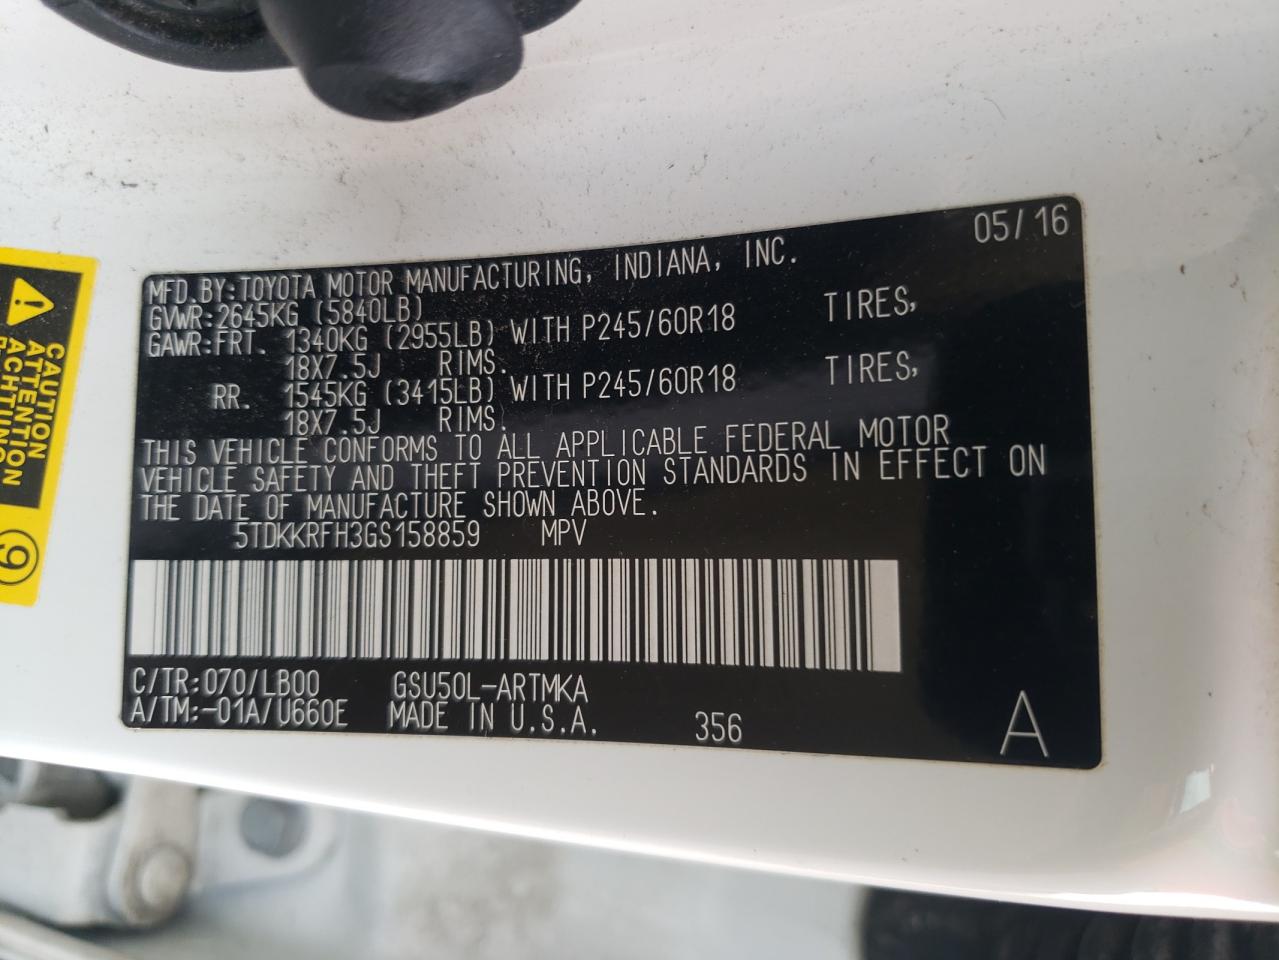 05/16
MFD.BY:TOYOTA MOTOR MANUFACTURING, INDIANA, INC.
GVWR:2645KG (5840LB)
GAWR:FRT. 1340KG (2955LB) WITH P245/60R18 TIRES,
18X7.5J RIMS.
RR. 1545KG (3415LB) WITH P245/60R18 TIRES,
18X7.5J RIMS.
THIS VEHICLE CONFORMS TO ALL APPLICABLE FEDERAL MOTOR
VEHICLE SAFETY AND THEFT PREVENTION STANDARDS IN EFFECT ON
THE DATE OF MANUFACTURE SHOWN ABOVE.
5TDKKRFH3GS158859 MPV
C/TR:070/LB00 GSU50L-ARTMKA
A/TM:-01A/U660E MADE IN U.S.A. 356 A
CAUTION
ATTENTION
ACHTUNG
9